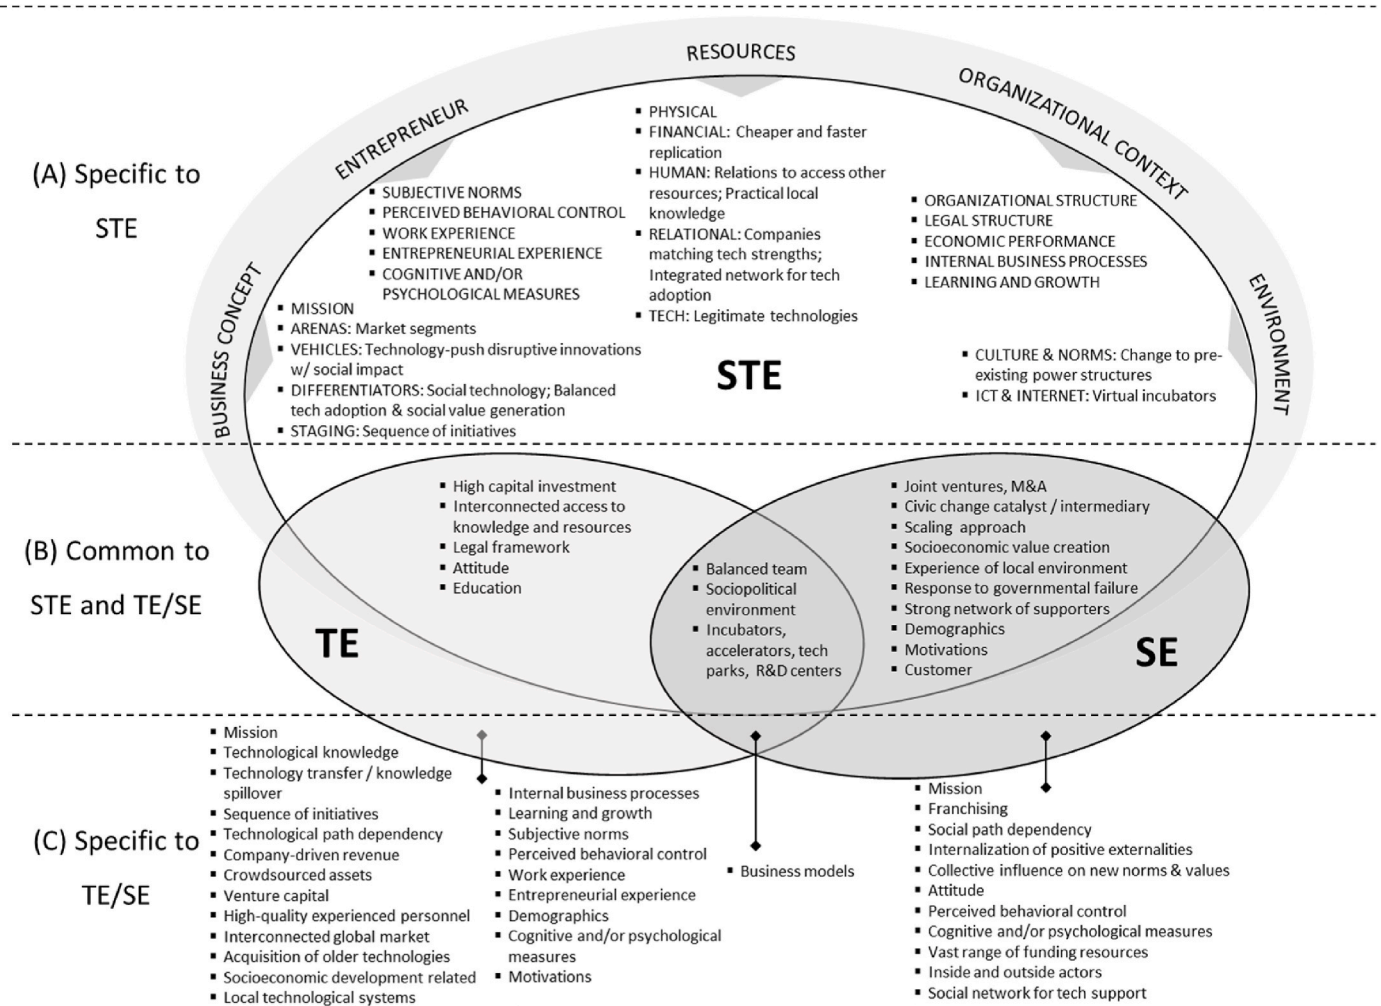 RESOURCES
ENTREPRENEUR
ORGANIZATIONAL CONTEXT
BUSINESS CONCEPT
ENVIRONMENT
(A) Specific to
STE
▪ PHYSICAL
▪ FINANCIAL: Cheaper and faster
replication
▪ HUMAN: Relations to access other
resources; Practical local
knowledge
▪ RELATIONAL: Companies
matching tech strengths;
Integrated network for tech
adoption
▪ TECH: Legitimate technologies
▪ SUBJECTIVE NORMS
▪ PERCEIVED BEHAVIORAL CONTROL
▪ WORK EXPERIENCE
▪ ENTREPRENEURIAL EXPERIENCE
▪ COGNITIVE AND/OR
PSYCHOLOGICAL MEASURES
▪ ORGANIZATIONAL STRUCTURE
▪ LEGAL STRUCTURE
▪ ECONOMIC PERFORMANCE
▪ INTERNAL BUSINESS PROCESSES
▪ LEARNING AND GROWTH
▪ MISSION
▪ ARENAS: Market segments
▪ VEHICLES: Technology-push disruptive innovations
w/ social impact
▪ DIFFERENTIATORS: Social technology; Balanced
tech adoption & social value generation
▪ STAGING: Sequence of initiatives
STE
▪ CULTURE & NORMS: Change to pre-
existing power structures
▪ ICT & INTERNET: Virtual incubators
(B) Common to
STE and TE/SE
▪ High capital investment
▪ Interconnected access to
knowledge and resources
▪ Legal framework
▪ Attitude
▪ Education
TE
▪ Balanced team
▪ Sociopolitical
environment
▪ Incubators,
accelerators, tech
parks, R&D centers
▪ Joint ventures, M&A
▪ Civic change catalyst / intermediary
▪ Scaling approach
▪ Socioeconomic value creation
▪ Experience of local environment
▪ Response to governmental failure
▪ Strong network of supporters
▪ Demographics
▪ Motivations
▪ Customer
SE
(C) Specific to
TE/SE
▪ Mission
▪ Technological knowledge
▪ Technology transfer / knowledge
spillover
▪ Sequence of initiatives
▪ Technological path dependency
▪ Company-driven revenue
▪ Crowdsourced assets
▪ Venture capital
▪ High-quality experienced personnel
▪ Interconnected global market
▪ Acquisition of older technologies
▪ Socioeconomic development related
▪ Local technological systems
▪ Internal business processes
▪ Learning and growth
▪ Subjective norms
▪ Perceived behavioral control
▪ Work experience
▪ Entrepreneurial experience
▪ Demographics
▪ Cognitive and/or psychological
measures
▪ Motivations
▪ Business models
▪ Mission
▪ Franchising
▪ Social path dependency
▪ Internalization of positive externalities
▪ Collective influence on new norms & values
▪ Attitude
▪ Perceived behavioral control
▪ Cognitive and/or psychological measures
▪ Vast range of funding resources
▪ Inside and outside actors
▪ Social network for tech support